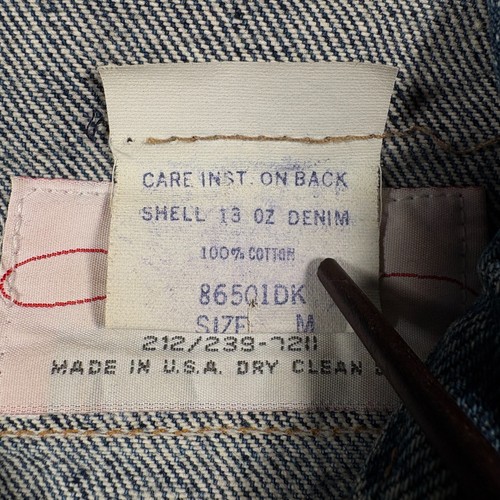 CARE INST. ON BACK
SHELL 13 OZ DENIM
100% COTTON
86501DK
SIZE M
212/239-7211
MADE IN U.S.A. DRY CLEAN